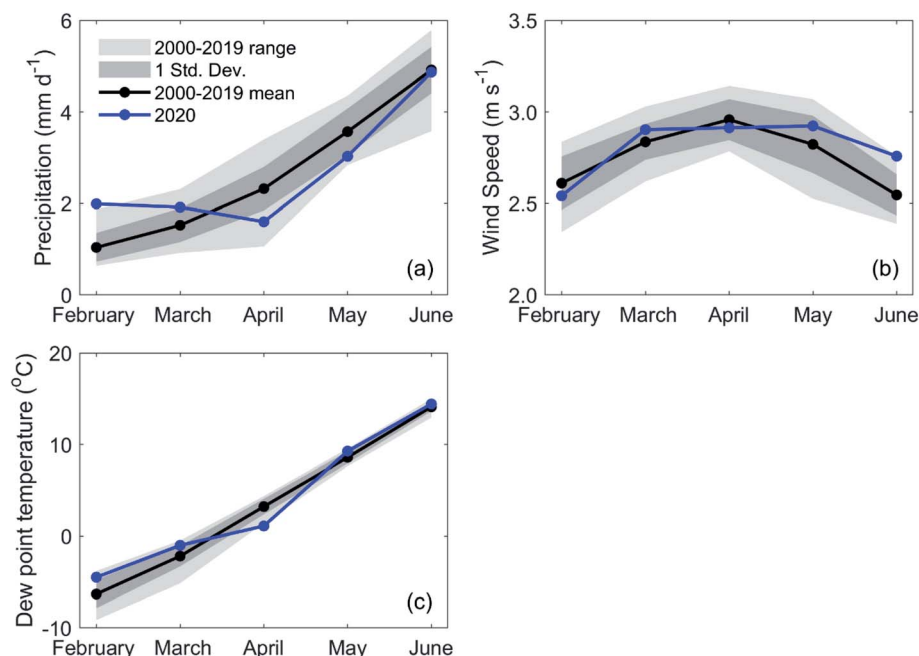 Precipitation (mm d⁻¹)
6
4
2
0
2000-2019 range
1 Std. Dev.
2000-2019 mean
2020
(a)
February March April May June
Wind Speed (m s⁻¹)
3.5
3.0
2.5
2.0
(b)
February March April May June
Dew point temperature (°C)
20
10
0
-10
(c)
February March April May June